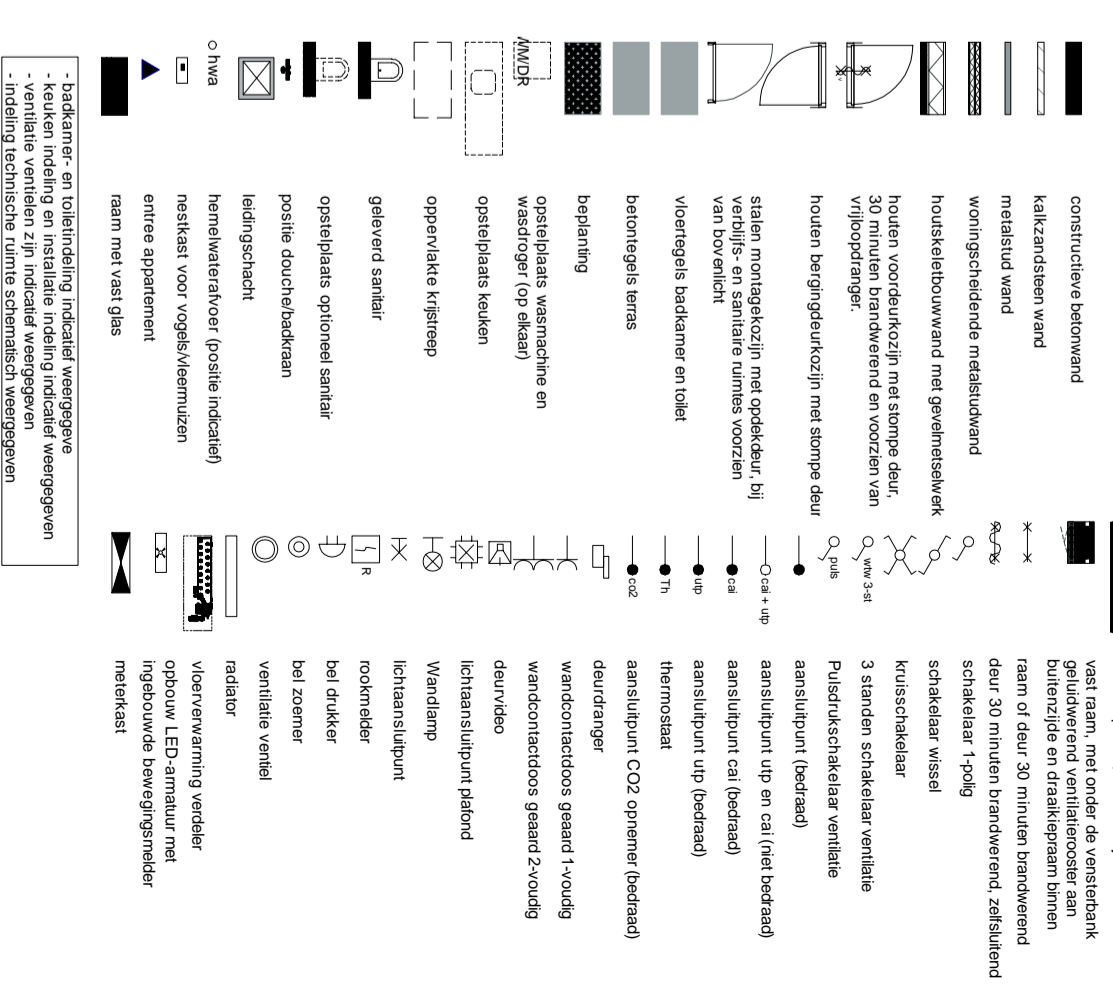 constructieve betonwand
kalkzandsteen wand
metalstud wand
woningscheidende metalstudwand
houtskeletbouwwand met gevelmetselwerk
houten voordeurkozijn met stompe deur,
30 minuten brandwerend en voorzien van
vrijloopdranger.
houten bergingdeurkozijn met stompe deur
stalen montagekozijn met opdekdeur, bij
verblijfs- en sanitaire ruimtes voorzien
van bovenlicht
vloertegels badkamer en toilet
betontegels terras
beplanting
WM/DR
opstelplaats wasmachine en
wasdroger (op elkaar)
opstelplaats keuken
oppervlakte krijtstreep
geleverd sanitair
opstelplaats optioneel sanitair
positie douche/badkraan
leidingschacht
hwa
hemelwaterafvoer (positie indicatief)
nestkast voor vogels/vleermuizen
entree appartement
raam met vast glas
vast raam, met onder de vensterbank
geluidwerend ventilatierooster aan
buitenzijde en draaikiepraam binnen
raam of deur 30 minuten brandwerend
deur 30 minuten brandwerend, zelfsluitend
schakelaar 1-polig
schakelaar wissel
kruisschakelaar
wtw 3-st
3 standen schakelaar ventilatie
puls
Pulsdrukschakelaar ventilatie
aansluitpunt (bedraad)
cai + utp
aansluitpunt utp en cai (niet bedraad)
cai
aansluitpunt cai (bedraad)
utp
aansluitpunt utp (bedraad)
Th
thermostaat
co2
aansluitpunt CO2 opnemer (bedraad)
deurdranger
wandcontactdoos geaard 1-voudig
wandcontactdoos geaard 2-voudig
deurvideo
lichtaansluitpunt plafond
Wandlamp
lichtaansluitpunt
R
rookmelder
bel drukker
bel zoemer
ventilatie ventiel
radiator
vloerverwarming verdeler
opbouw LED-armatuur met
ingebouwde bewegingsmelder
meterkast
- badkamer- en toiletindeling indicatief weergegeve
- keuken indeling en installatie indeling indicatief weergegeven
- ventilatie ventielen zijn indicatief weergegeven
- indeling technische ruimte schematisch weergegeven